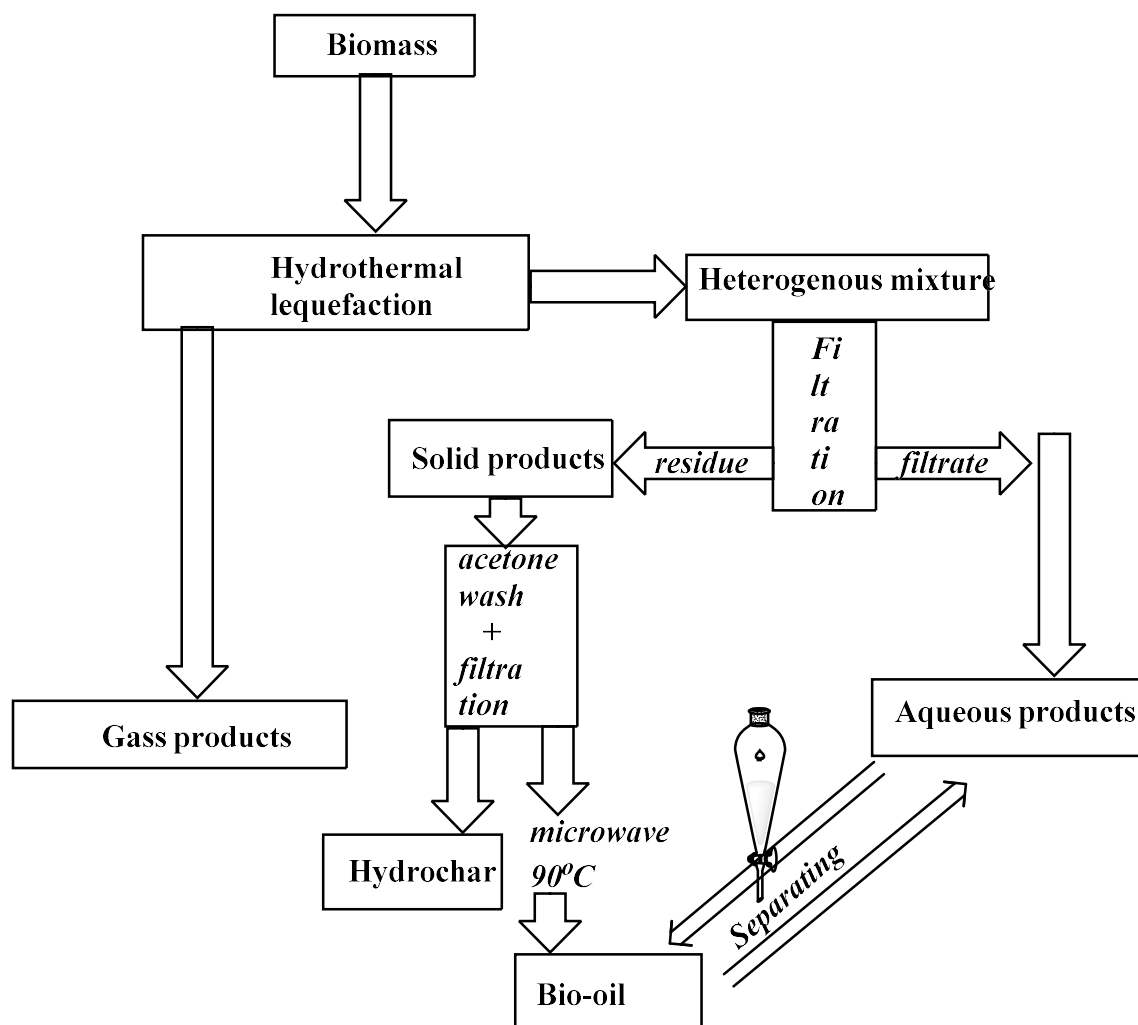 Biomass
Hydrothermal
lequefaction
Heterogenous mixture
Fi
lt
ra
ti
on
Solid products
residue
filtrate
acetone
wash
+
filtra
tion
Gass products
Aqueous products
Hydrochar
microwave
90ºC
Separating
Bio-oil